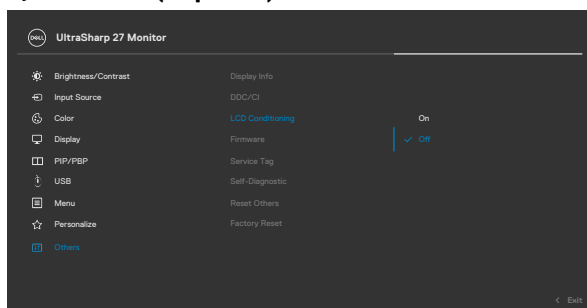 DELL UltraSharp 27 Monitor
Brightness/Contrast Display Info
Input Source DDC/CI
Color LCD Conditioning On
Display Firmware ✓ Off
PIP/PBP Service Tag
USB Self-Diagnostic
Menu Reset Others
Personalize Factory Reset
Others
< Exit